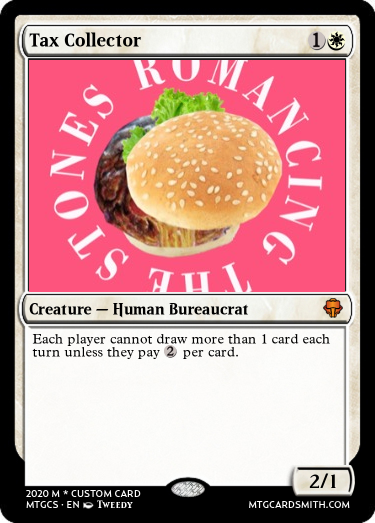 Tax Collector 1
STONES ROMANCING THE
Creature — Human Bureaucrat
Each player cannot draw more than 1 card each
turn unless they pay 2 per card.
2/1
2020 M * CUSTOM CARD
MTGCS · EN Tweedy
MTGCARDSMITH.COM